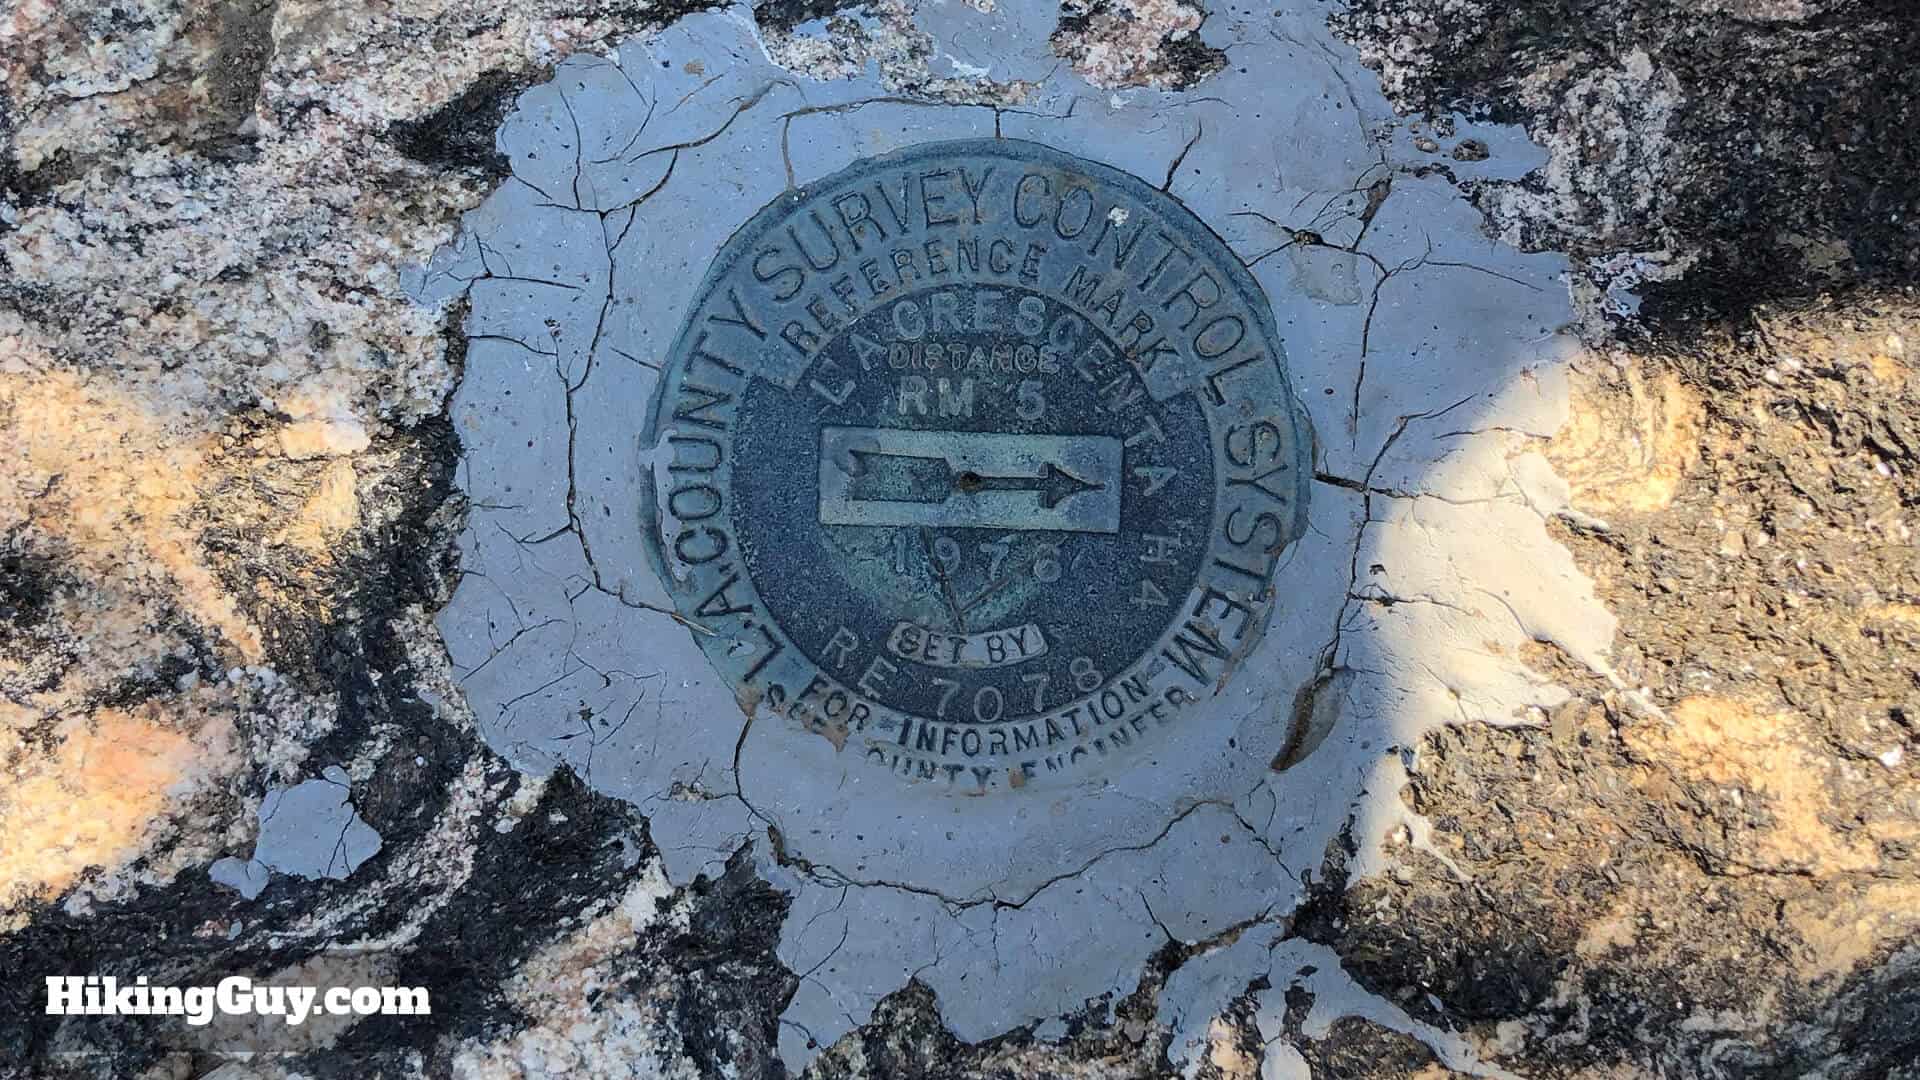 L.A. COUNTY SURVEY CONTROL SYSTEM
REFERENCE MARK
LA CRESCENTA H4
DISTANCE
RM 5
1976
SET BY
RE 7078
FOR INFORMATION
SEE COUNTY ENGINEER
HikingGuy.com